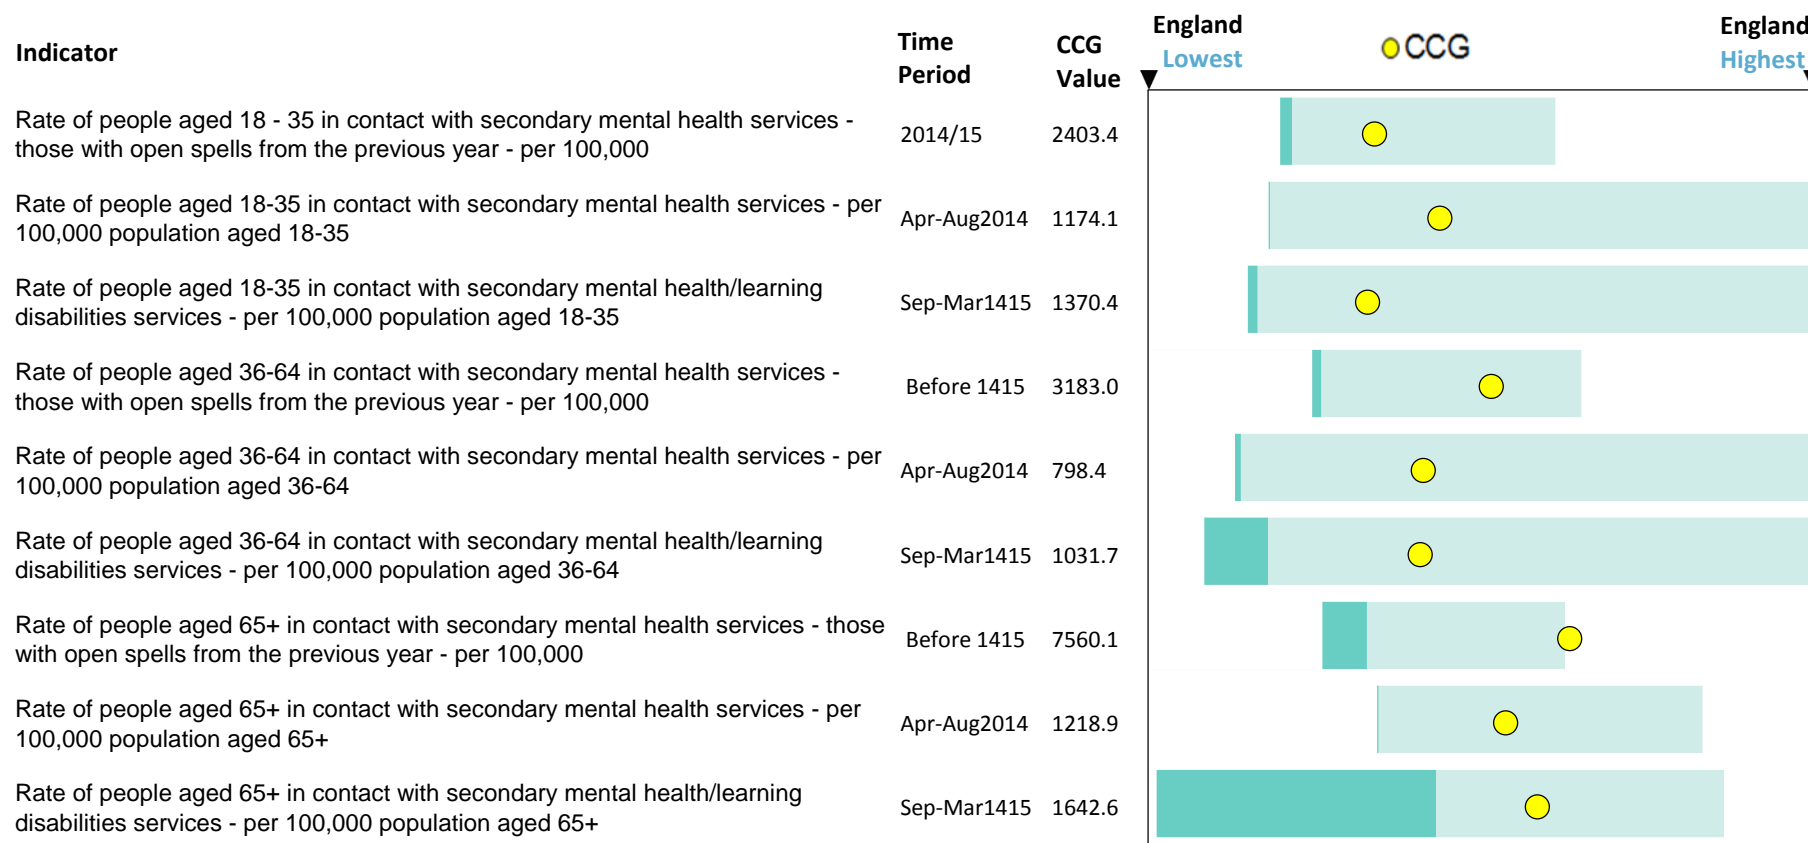 Indicator
Time Period
CCG Value
England Lowest
CCG
England Highest
Rate of people aged 18 - 35 in contact with secondary mental health services -
those with open spells from the previous year - per 100,000
2014/15 2403.4
Rate of people aged 18-35 in contact with secondary mental health services - per
100,000 population aged 18-35
Apr-Aug2014 1174.1
Rate of people aged 18-35 in contact with secondary mental health/learning
disabilities services - per 100,000 population aged 18-35
Sep-Mar1415 1370.4
Rate of people aged 36-64 in contact with secondary mental health services -
those with open spells from the previous year - per 100,000
Before 1415 3183.0
Rate of people aged 36-64 in contact with secondary mental health services - per
100,000 population aged 36-64
Apr-Aug2014 798.4
Rate of people aged 36-64 in contact with secondary mental health/learning
disabilities services - per 100,000 population aged 36-64
Sep-Mar1415 1031.7
Rate of people aged 65+ in contact with secondary mental health services - those
with open spells from the previous year - per 100,000
Before 1415 7560.1
Rate of people aged 65+ in contact with secondary mental health services - per
100,000 population aged 65+
Apr-Aug2014 1218.9
Rate of people aged 65+ in contact with secondary mental health/learning
disabilities services - per 100,000 population aged 65+
Sep-Mar1415 1642.6